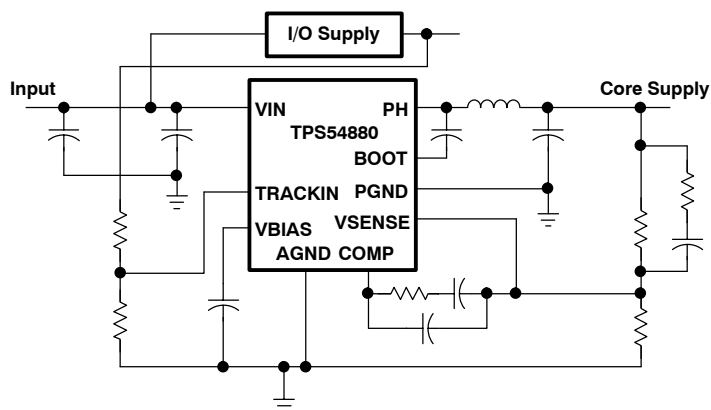 I/O Supply
Input
Core Supply
VIN
PH
TPS54880
BOOT
TRACKIN
PGND
VSENSE
VBIAS
AGND COMP